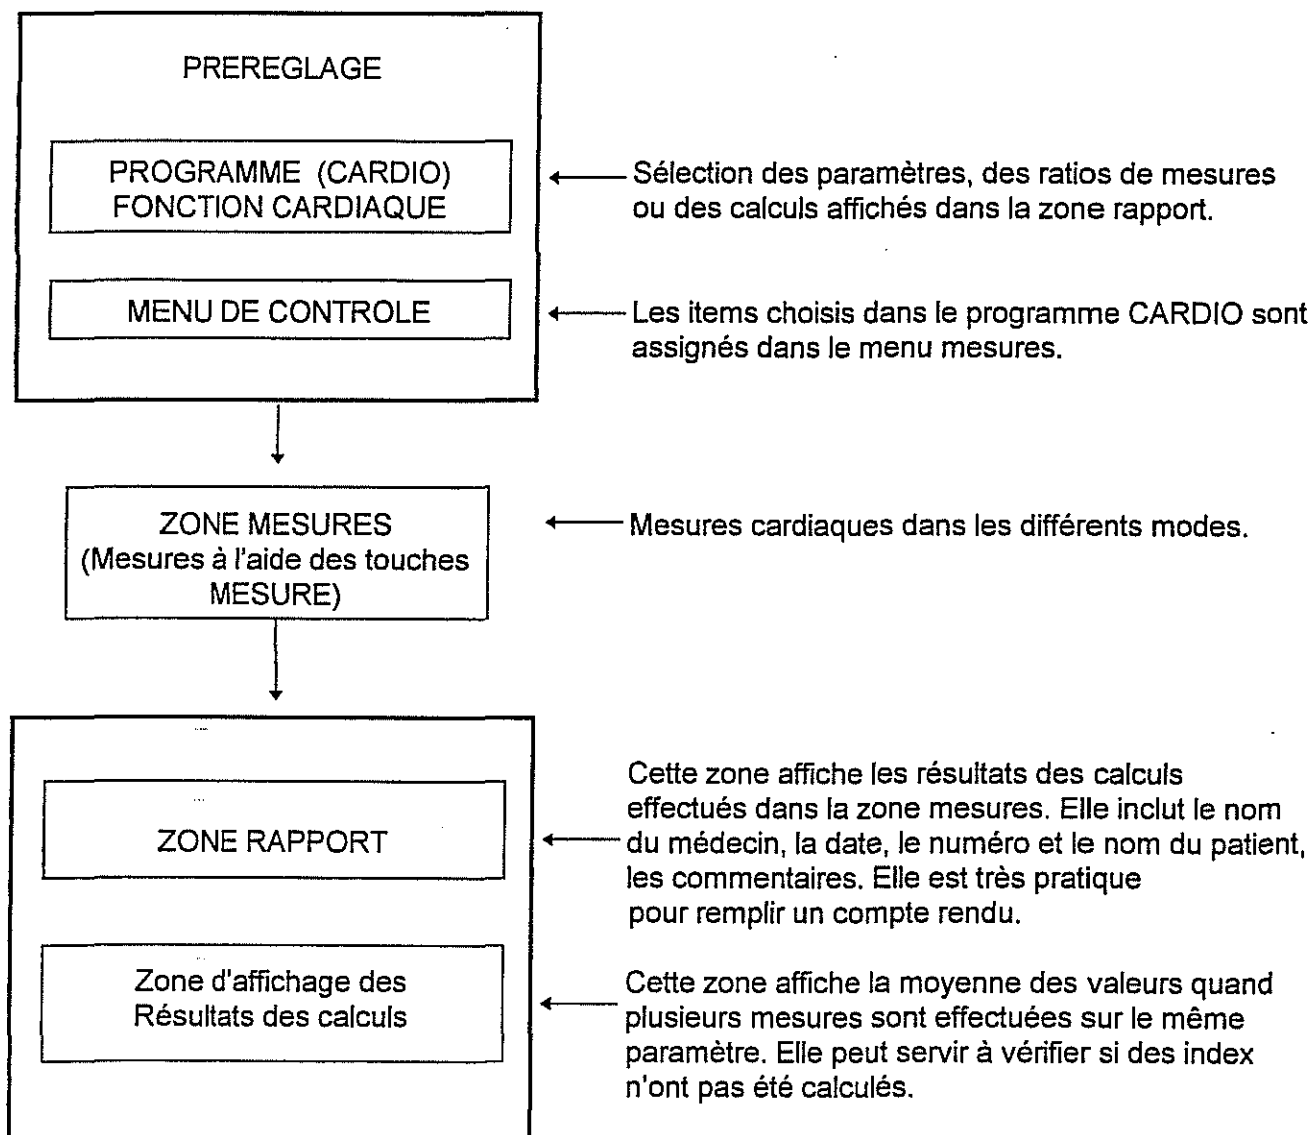 PREREGLAGE
PROGRAMME (CARDIO)
FONCTION CARDIAQUE
Sélection des paramètres, des ratios de mesures
ou des calculs affichés dans la zone rapport.
MENU DE CONTROLE
Les items choisis dans le programme CARDIO sont
assignés dans le menu mesures.
ZONE MESURES
(Mesures à l'aide des touches
MESURE)
Mesures cardiaques dans les différents modes.
ZONE RAPPORT
Cette zone affiche les résultats des calculs
effectués dans la zone mesures. Elle inclut le nom
du médecin, la date, le numéro et le nom du patient,
les commentaires. Elle est très pratique
pour remplir un compte rendu.
Zone d'affichage des
Résultats des calculs
Cette zone affiche la moyenne des valeurs quand
plusieurs mesures sont effectuées sur le même
paramètre. Elle peut servir à vérifier si des index
n'ont pas été calculés.